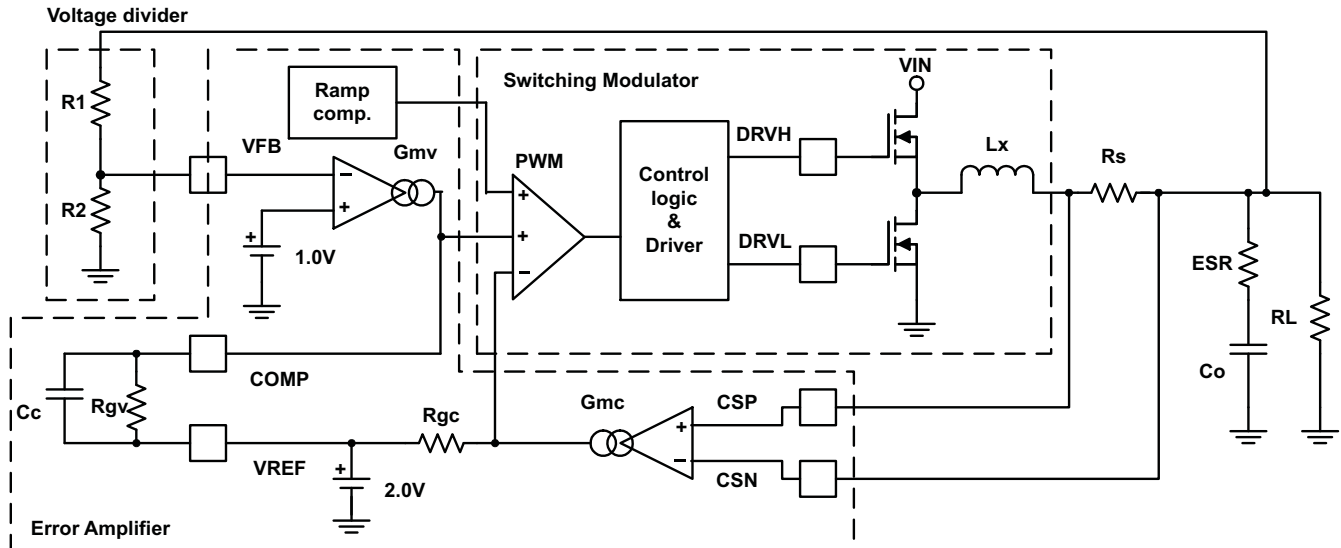 Voltage divider
R1
R2
VFB
Ramp
comp.
Gmv
−
+
+
1.0V
Switching Modulator
PWM
+
+
−
Control
logic
&
Driver
DRVH
DRVL
VIN
Lx
Rs
ESR
Co
RL
COMP
Cc
Rgv
VREF
+
2.0V
Rgc
Gmc
+
−
CSP
CSN
Error Amplifier